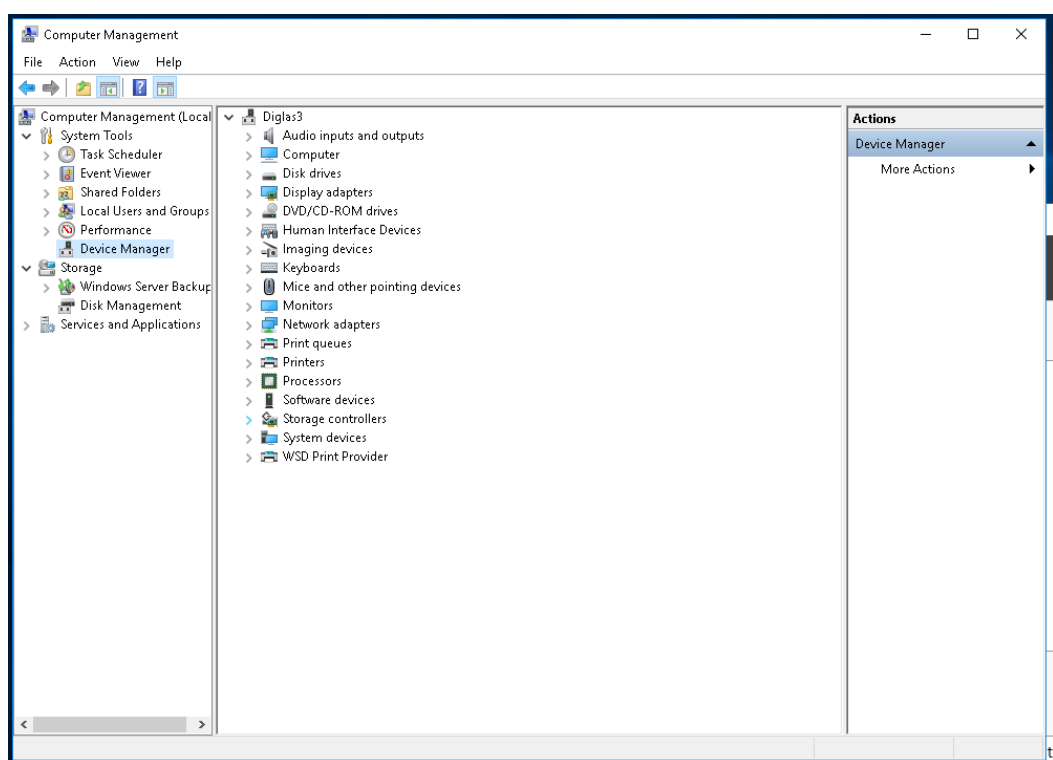 Computer Management
File Action View Help
Computer Management (Local
System Tools
Task Scheduler
Event Viewer
Shared Folders
Local Users and Groups
Performance
Device Manager
Storage
Windows Server Backup
Disk Management
Services and Applications
Diglas3
Audio inputs and outputs
Computer
Disk drives
Display adapters
DVD/CD-ROM drives
Human Interface Devices
Imaging devices
Keyboards
Mice and other pointing devices
Monitors
Network adapters
Print queues
Printers
Processors
Software devices
Storage controllers
System devices
WSD Print Provider
Actions
Device Manager
More Actions
t